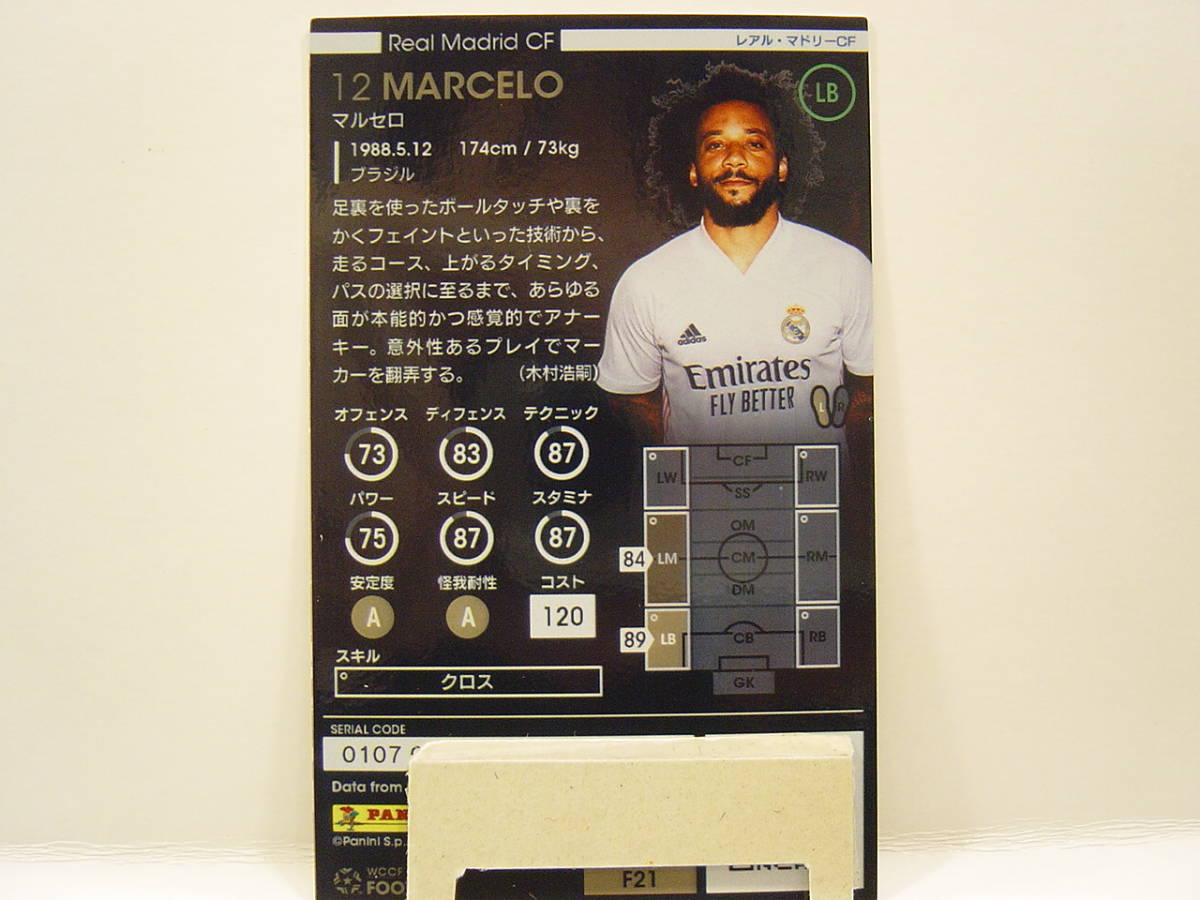 Real Madrid CF
レアル・マドリーCF
12 MARCELO
LB
マルセロ
1988.5.12 174cm / 73kg
ブラジル
足裏を使ったボールタッチや裏を
かくフェイントといった技術から、
走るコース、上がるタイミング、
パスの選択に至るまで、あらゆる
面が本能的かつ感覚的でアナー
キー。意外性あるプレイでマー
カーを翻弄する。 (木村浩嗣)
adidas
Emirates
FLY BETTER
L R
オフェンス ディフェンス テクニック
73 83 87
パワー スピード スタミナ
75 87 87
安定度 怪我耐性 コスト
A A 120
スキル
クロス
CF
LW RW
SS
OM
84 LM CM RM
DM
89 LB CB RB
GK
SERIAL CODE
0107
Data from
PAN
©Panini S.p.
WCCF
FOO
F21